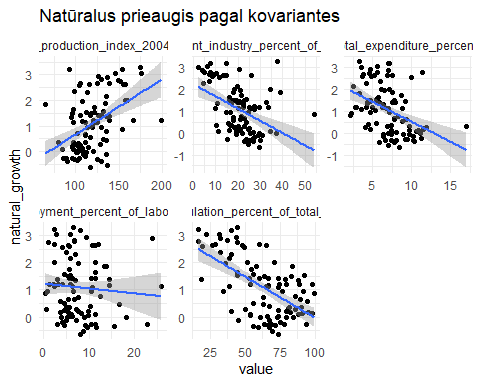 Natūralus prieaugis pagal kovariantes
_production_index_2004
nt_industry_percent_of_
tal_expenditure_percen
3
2
1
0
50 100 150 200
3
2
1
0
-1
0 10 20 30 40 50
3
2
1
0
-1
5 10 15
natural_growth
yment_percent_of_labo
ulation_percent_of_total_
3
2
1
0
0 10 20
3
2
1
0
25 50 75 100
value